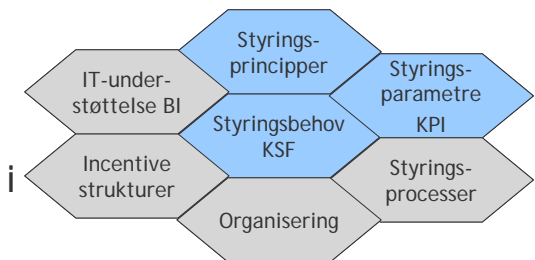 Styrings-
principper
IT-under-
støttelse BI
Styrings-
parametre
KPI
Styringsbehov
KSF
i
Incentive
strukturer
Styrings-
processer
Organisering